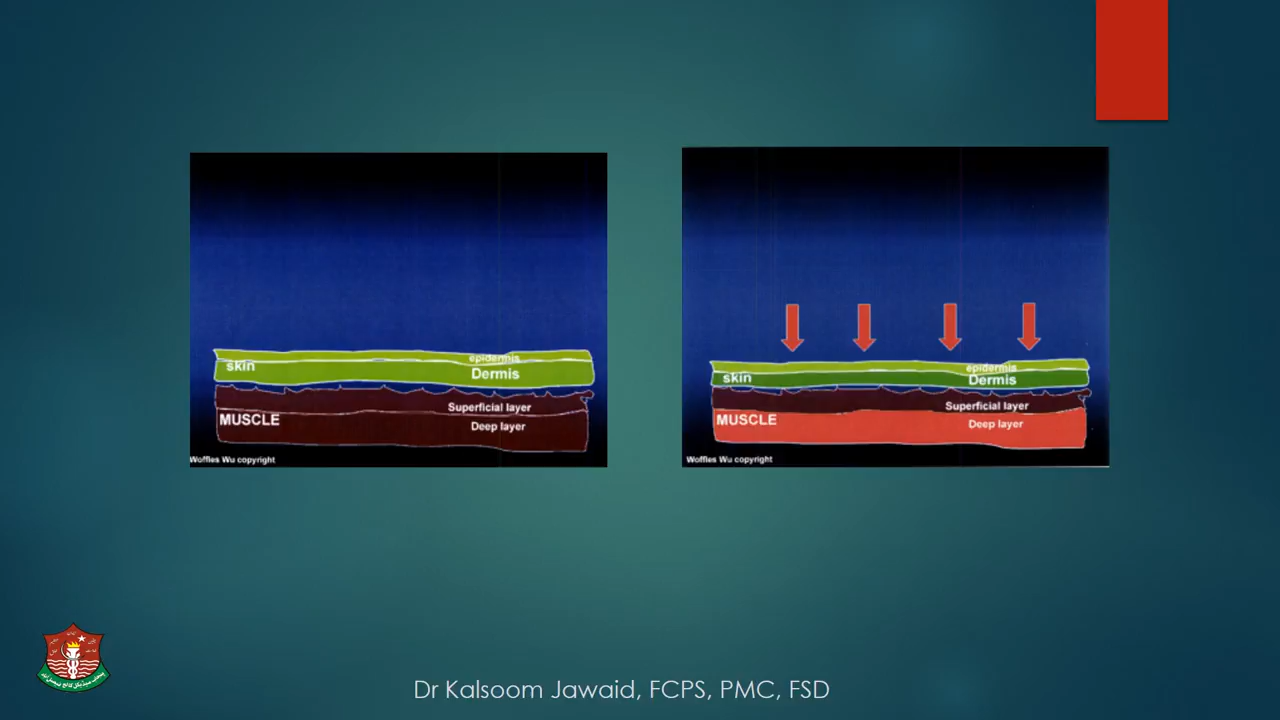 epidermis
skin
Dermis
Superficial layer
MUSCLE
Deep layer
Woffles Wu copyright
epidermis
skin
Dermis
Superficial layer
MUSCLE
Deep layer
Woffles Wu copyright
Dr Kalsoom Jawaid, FCPS, PMC, FSD